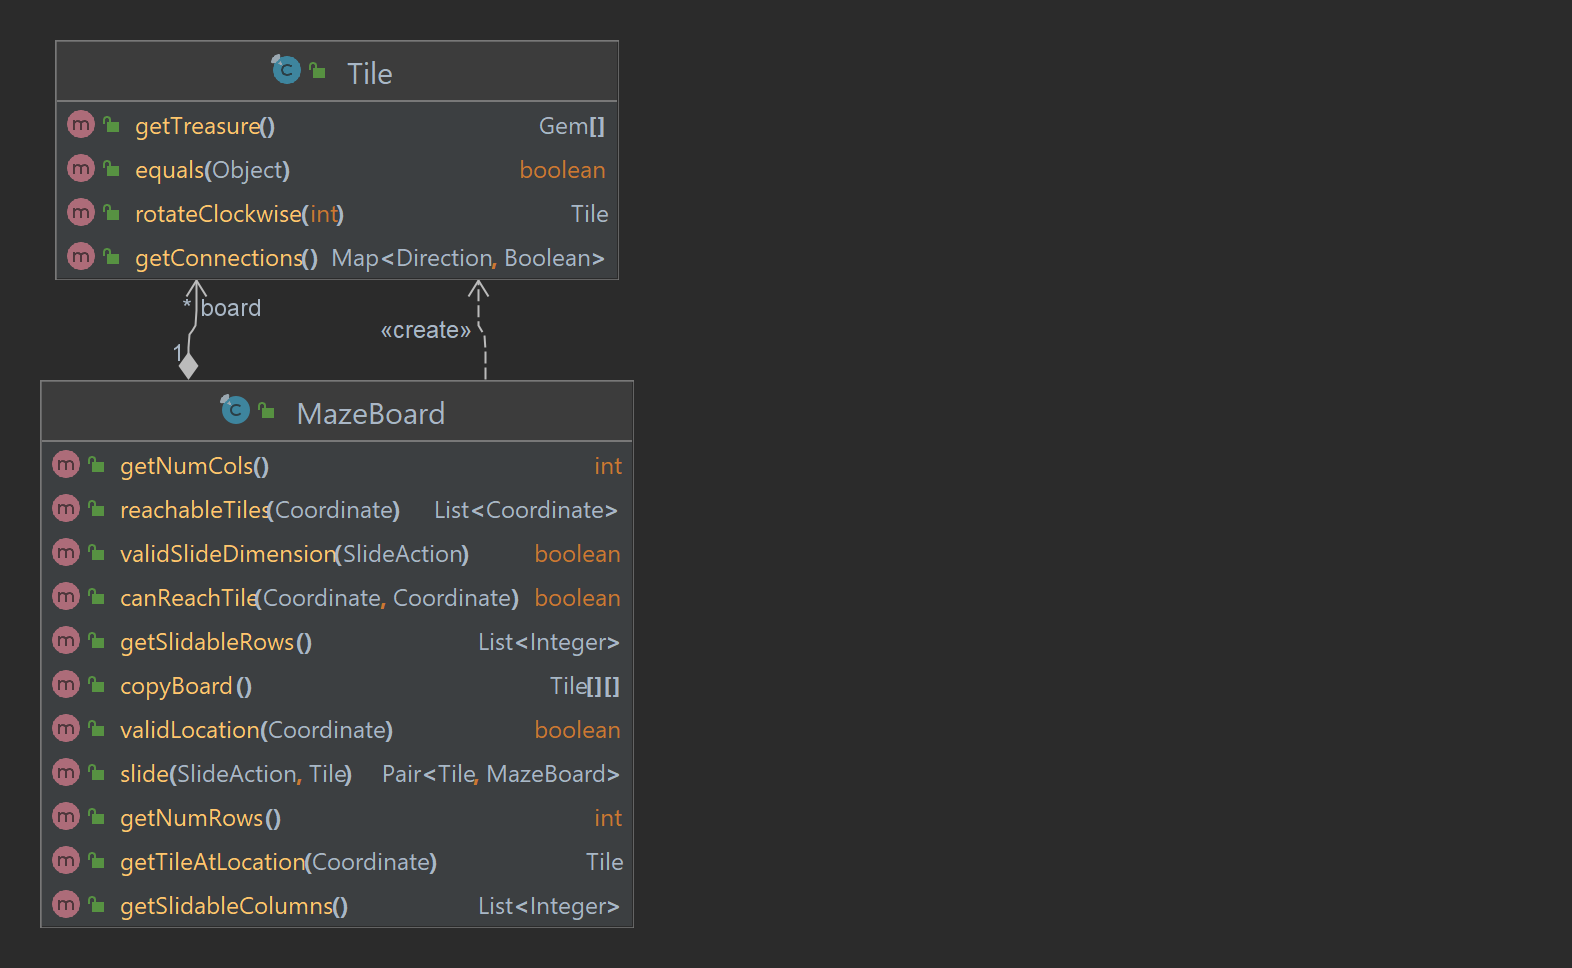 C Tile
m getTreasure() Gem[]
m equals(Object) boolean
m rotateClockwise(int) Tile
m getConnections() Map<Direction, Boolean>
* board
«create»
1
C MazeBoard
m getNumCols() int
m reachableTiles(Coordinate) List<Coordinate>
m validSlideDimension(SlideAction) boolean
m canReachTile(Coordinate, Coordinate) boolean
m getSlidableRows() List<Integer>
m copyBoard() Tile[][]
m validLocation(Coordinate) boolean
m slide(SlideAction, Tile) Pair<Tile, MazeBoard>
m getNumRows() int
m getTileAtLocation(Coordinate) Tile
m getSlidableColumns() List<Integer>